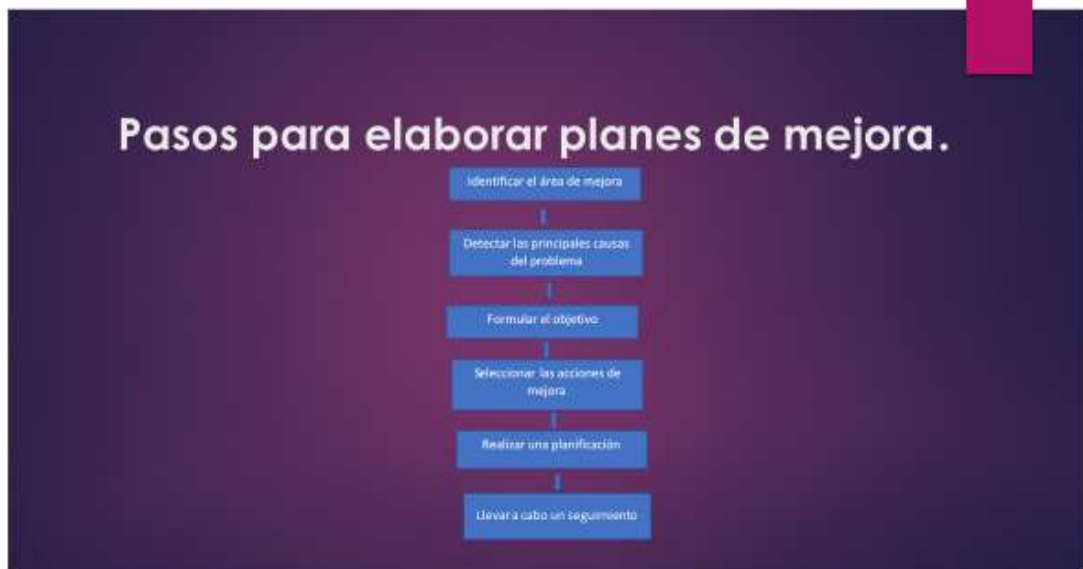 Pasos para elaborar planes de mejora.
Identificar el área de mejora
Detectar las principales causas
del problema
Formular el objetivo
Seleccionar las acciones de
mejora
Realizar una planificación
Llevar a cabo un seguimiento